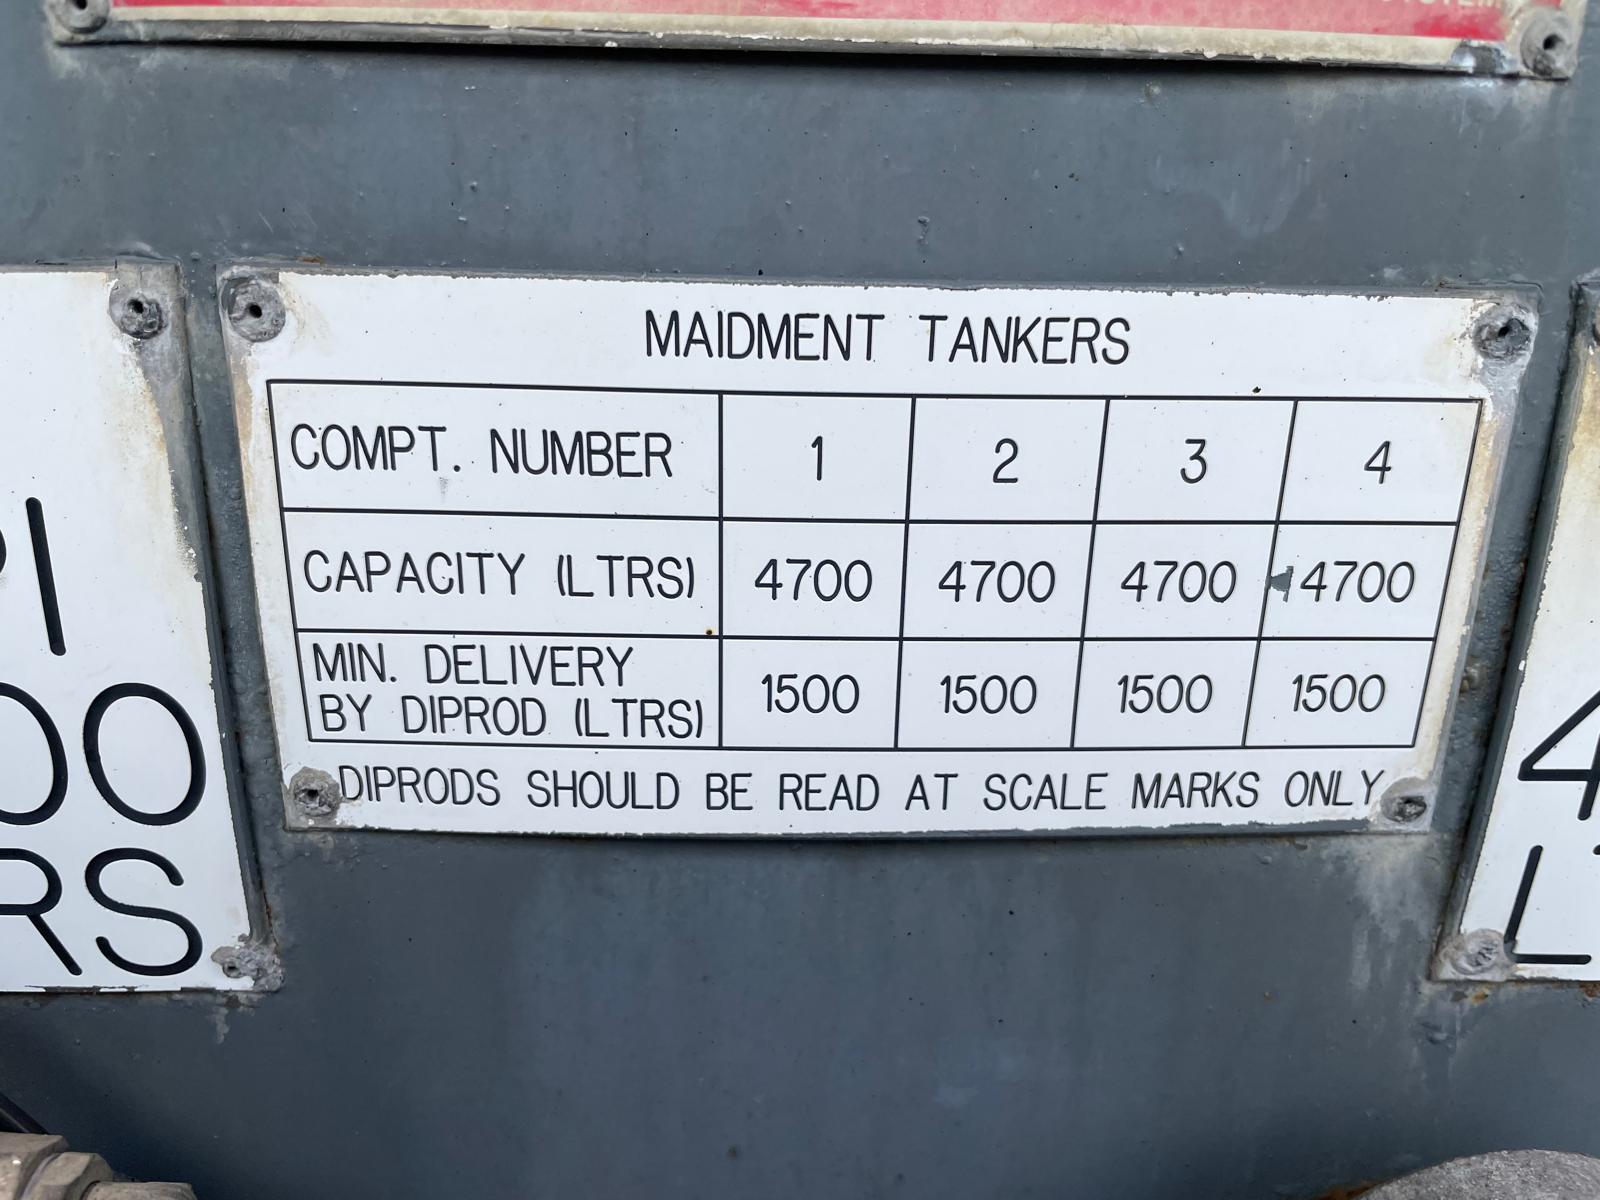 MAIDMENT TANKERS
COMPT. NUMBER 1 2 3 4
CAPACITY (LTRS) 4700 4700 4700 4700
MIN. DELIVERY
BY DIPROD (LTRS) 1500 1500 1500 1500
DIPRODS SHOULD BE READ AT SCALE MARKS ONLY